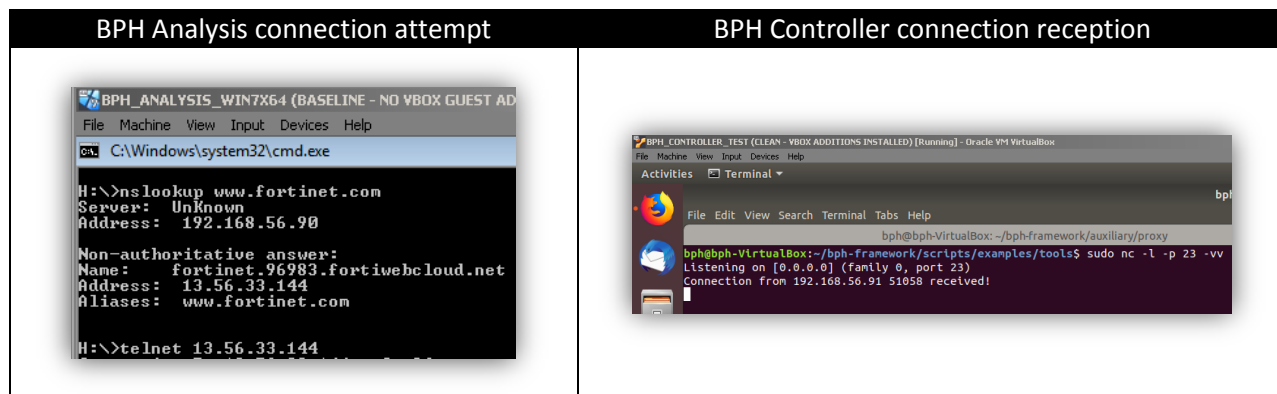 BPH Analysis connection attempt
BPH_ANALYSIS_WIN7X64 (BASELINE - NO VBOX GUEST AD
File Machine View Input Devices Help
C:\Windows\system32\cmd.exe
H:\>nslookup www.fortinet.com
Server: UnKnown
Address: 192.168.56.90
Non-authoritative answer:
Name: fortinet.96983.fortiwebcloud.net
Address: 13.56.33.144
Aliases: www.fortinet.com
H:\>telnet 13.56.33.144
BPH Controller connection reception
BPH_CONTROLLER_TEST (CLEAN - VBOX ADDITIONS INSTALLED) [Running] - Oracle VM VirtualBox
File Machine View Input Devices Help
Activities Terminal
bph
File Edit View Search Terminal Tabs Help
bph@bph-VirtualBox: ~/bph-framework/auxiliary/proxy
bph@bph-VirtualBox:~/bph-framework/scripts/examples/tools$ sudo nc -l -p 23 -vv
Listening on [0.0.0.0] (family 0, port 23)
Connection from 192.168.56.91 51058 received!